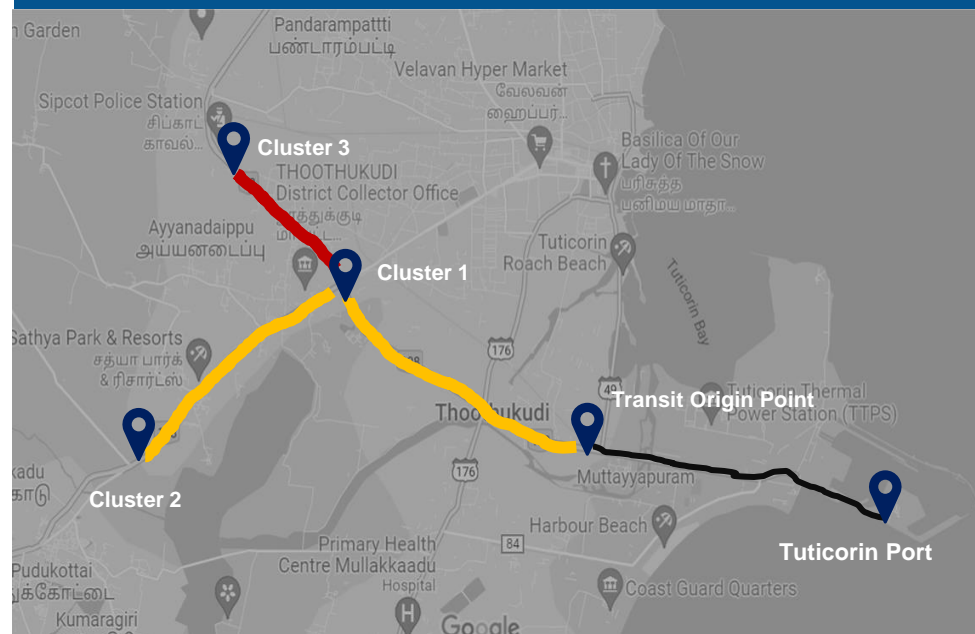 n Garden
Pandarampattti
பண்டாரம்பட்டி
Velavan Hyper Market
வேலவன்
ஹைப்பர்...
Sipcot Police Station
சிப்காட்
காவல்...
Cluster 3
Basilica Of Our
Lady Of The Snow
பரிசுத்த
பனிமய மாதா...
THOOTHUKUDI
District Collector Office
Ayyanadaippu
அய்யனடைப்பு
Tuticorin
Roach Beach
Cluster 1
Tuticorin Bay
Sathya Park & Resorts
சத்யா பார்க்
& ரிசார்ட்ஸ்
176
49
Transit Origin Point
Tuticorin Thermal
Power Station (TTPS)
Thoothukudi
Cluster 2
176
Muttayyapuram
Harbour Beach
84
Tuticorin Port
Primary Health
Centre Mullakkaadu
Hospital
Coast Guard Quarters
Pudukottai
Kumaragiri
H
Google